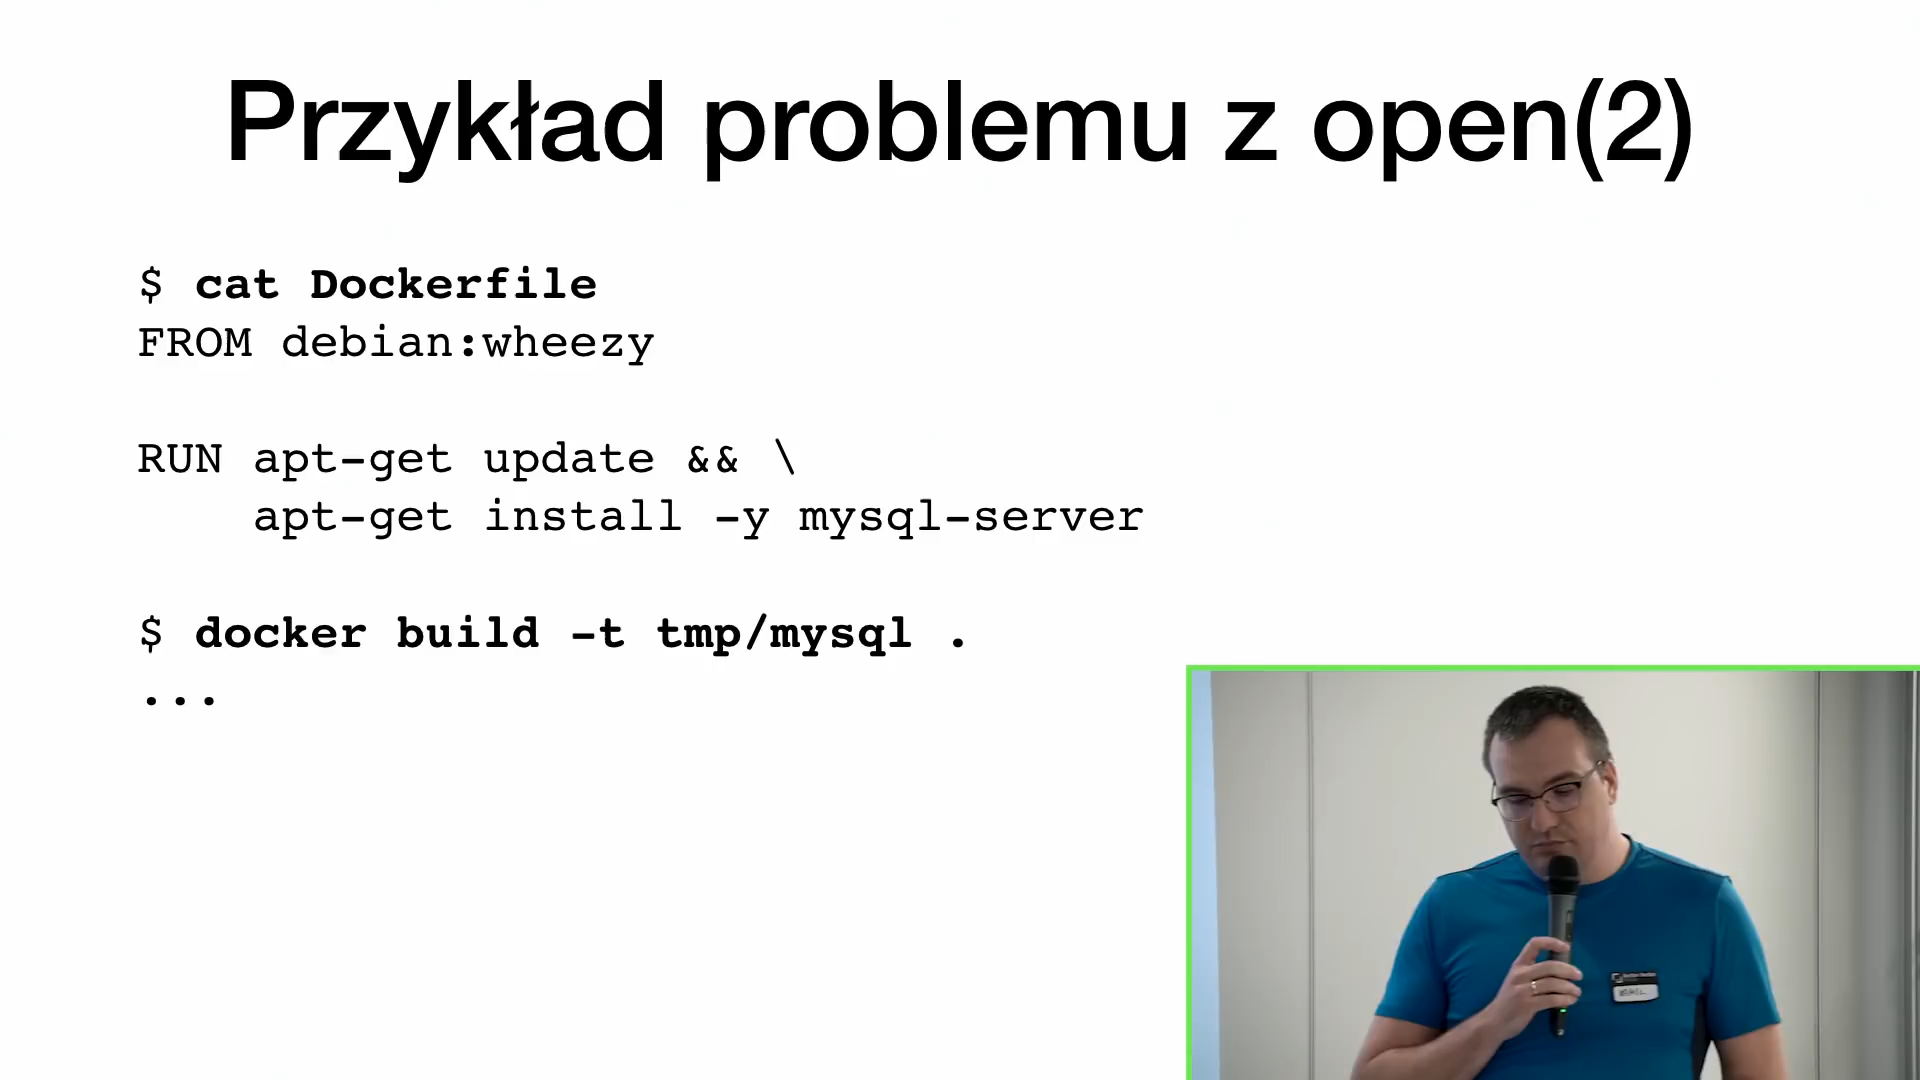 Przykład problemu z open(2)
$ cat Dockerfile
FROM debian:wheezy
RUN apt-get update && \
    apt-get install -y mysql-server
$ docker build -t tmp/mysql .
...